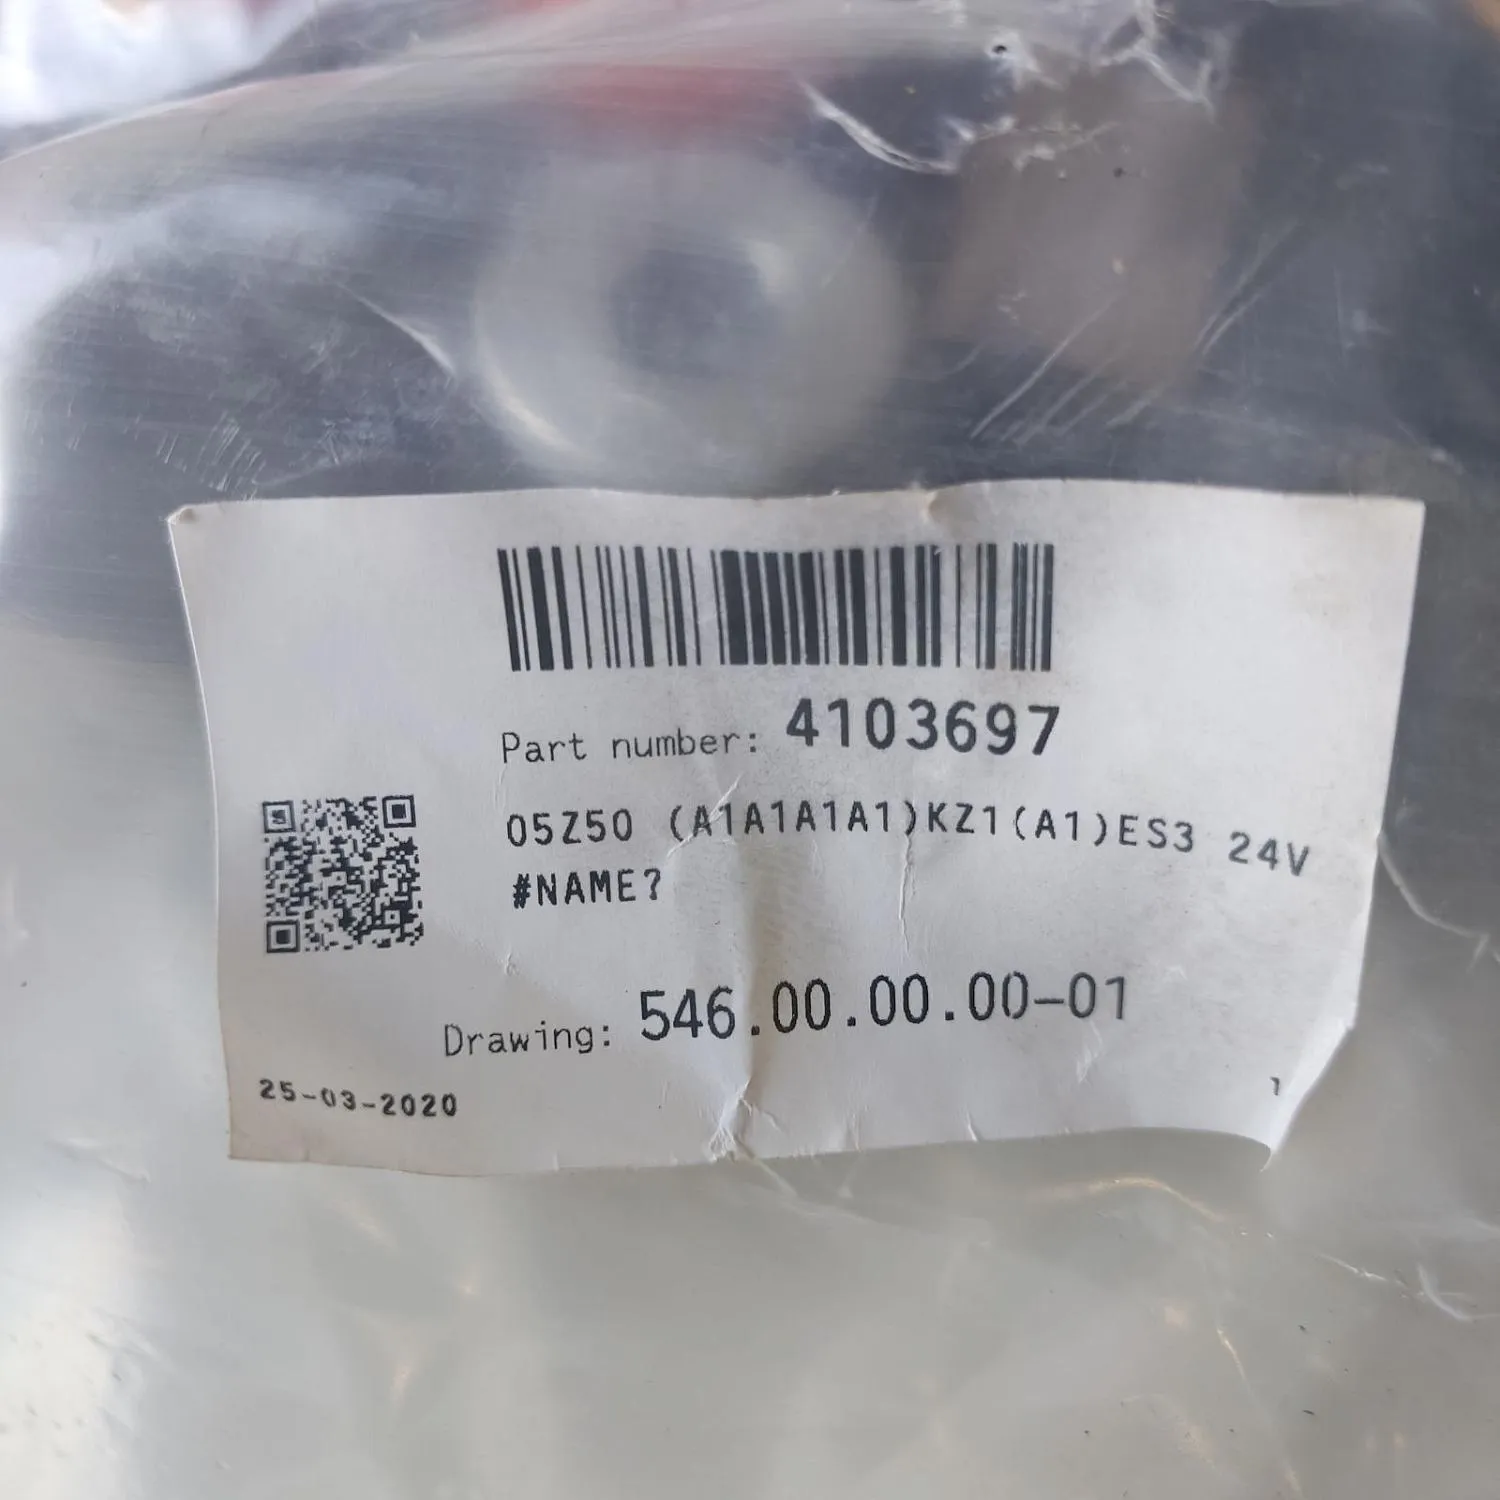 Part number: 4103697
05Z50 (A1A1A1A1)KZ1(A1)ES3 24V
#NAME?
Drawing: 546.00.00.00-01
25-03-2020
1